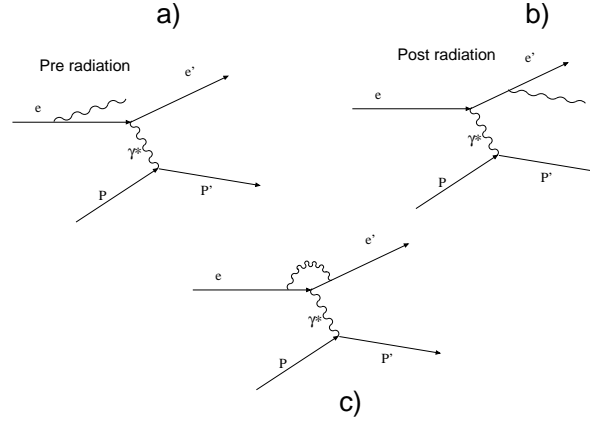 a)
Pre radiation
e
e'
γ*
P
P'
b)
Post radiation
e
e'
γ*
P
P'
e
e'
γ*
P
P'
c)